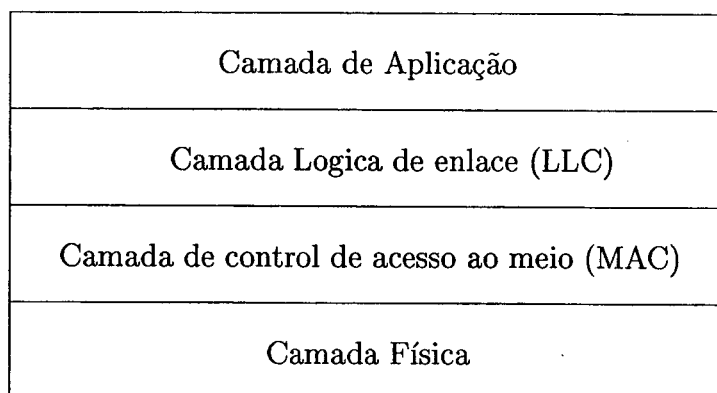 Camada de Aplicação
Camada Logica de enlace (LLC)
Camada de control de acesso ao meio (MAC)
Camada Física